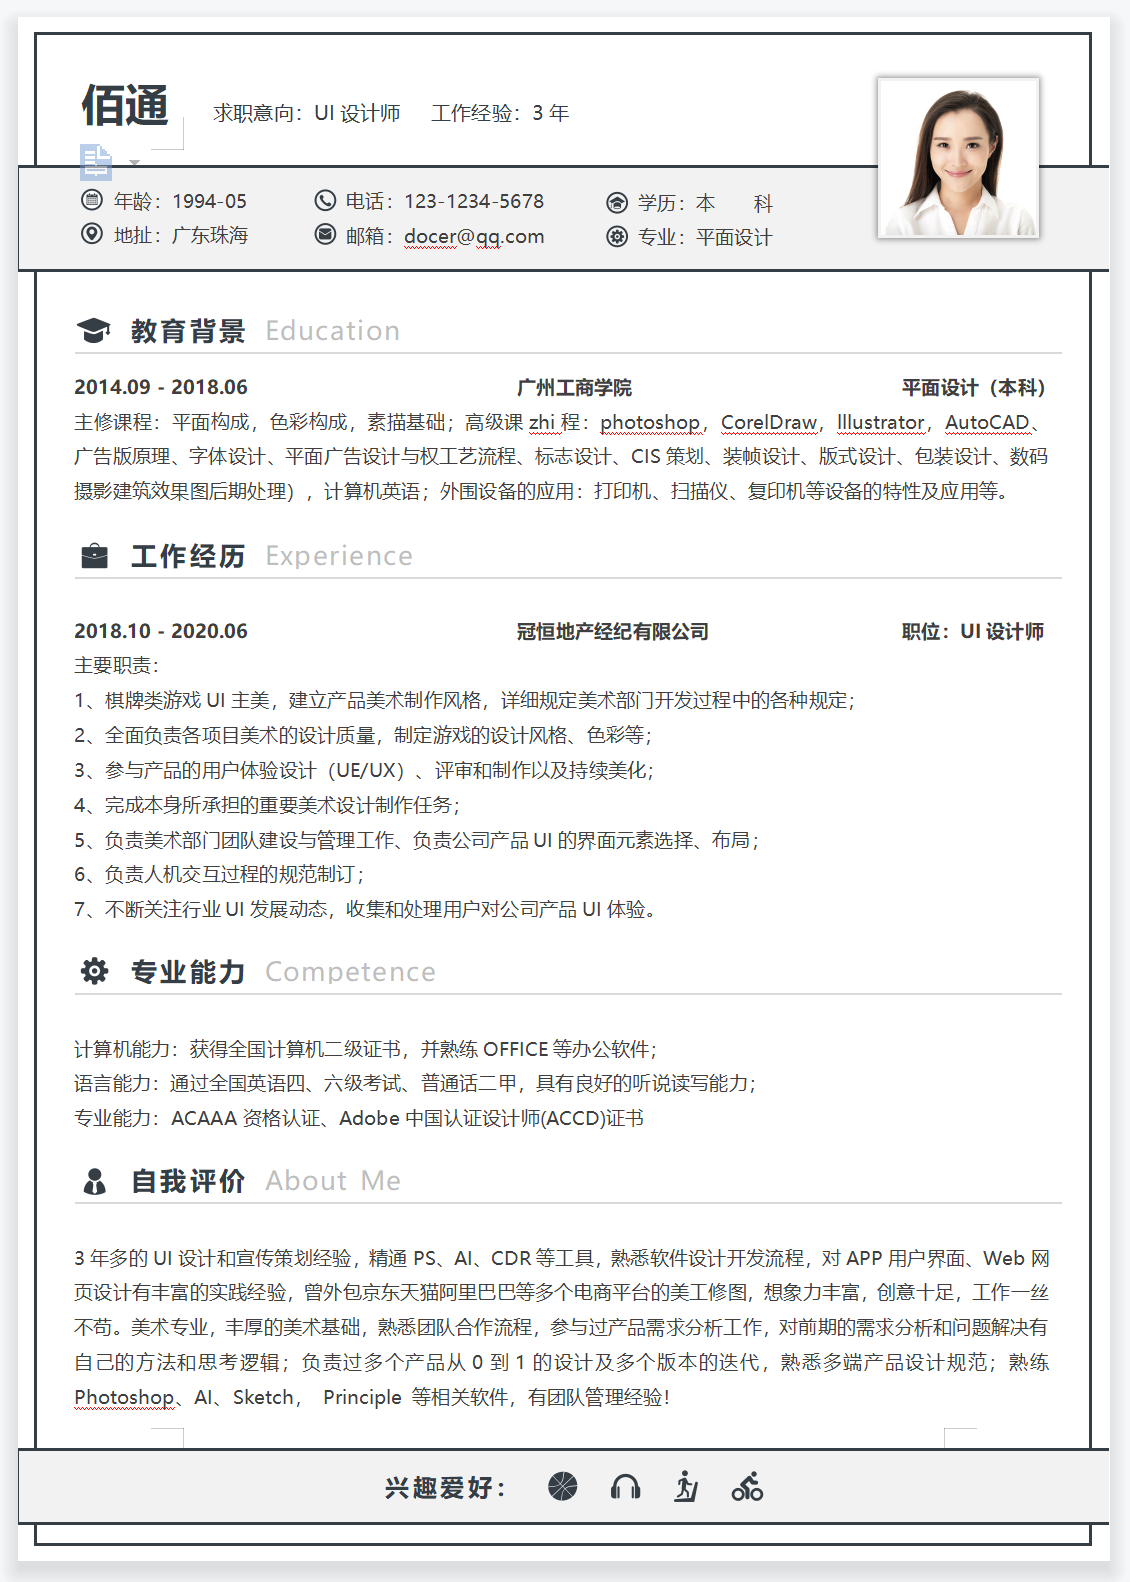 佰通
求职意向：UI 设计师 工作经验：3 年
年龄：1994-05 电话：123-1234-5678 学历：本 科
地扯：广东珠海 邮箱：docer@qq.com 专业：平面设计
教育背景 Education
2014.09 - 2018.06 广州工商学院 平面设计（本科）
主修课程：平面构成，色彩构成，素描基础；高级课 zhi 程：photoshop，CorelDraw，lllustrator，AutoCAD、
广告版原理、字体设计、平面广告设计与权工艺流程、标志设计、CIS 策划、装帧设计、版式设计、包装设计、数码
摄影建筑效果图后期处理），计算机英语；外围设备的应用：打印机、扫描仪、复印机等设备的特性及应用等。
工作经历 Experience
2018.10 - 2020.06 冠恒地产经纪有限公司 职位：UI 设计师
主要职责：
1、棋牌类游戏 UI 主美，建立产品美术制作风格，详细规定美术部门开发过程中的各种规定；
2、全面负责各项目美术的设计质量，制定游戏的设计风格、色彩等；
3、参与产品的用户体验设计（UE/UX）、评审和制作以及持续美化；
4、完成本身所承担的重要美术设计制作任务；
5、负责美术部门团队建设与管理工作、负责公司产品 UI 的界面元素选择、布局；
6、负责人机交互过程的规范制订；
7、不断关注行业 UI 发展动态，收集和处理用户对公司产品 UI 体验。
专业能力 Competence
计算机能力：获得全国计算机二级证书，并熟练 OFFICE 等办公软件；
语言能力：通过全国英语四、六级考试、普通话二甲，具有良好的听说读写能力；
专业能力：ACAAA 资格认证、Adobe 中国认证设计师(ACCD)证书
自我评价 About Me
3 年多的 UI 设计和宣传策划经验，精通 PS、AI、CDR 等工具，熟悉软件设计开发流程，对 APP 用户界面、Web 网
页设计有丰富的实践经验，曾外包京东天猫阿里巴巴等多个电商平台的美工修图，想象力丰富，创意十足，工作一丝
不苟。美术专业，丰厚的美术基础，熟悉团队合作流程，参与过产品需求分析工作，对前期的需求分析和问题解决有
自己的方法和思考逻辑；负责过多个产品从 0 到 1 的设计及多个版本的迭代，熟悉多端产品设计规范；熟练
Photoshop、AI、Sketch， Principle 等相关软件，有团队管理经验！
兴趣爱好：